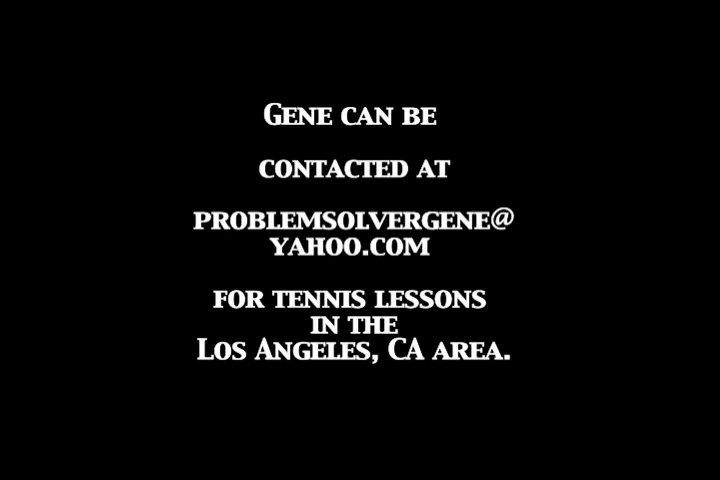 Gene can be
contacted at
problemsolvergene@
yahoo.com
for tennis lessons
in the
Los Angeles, CA area.